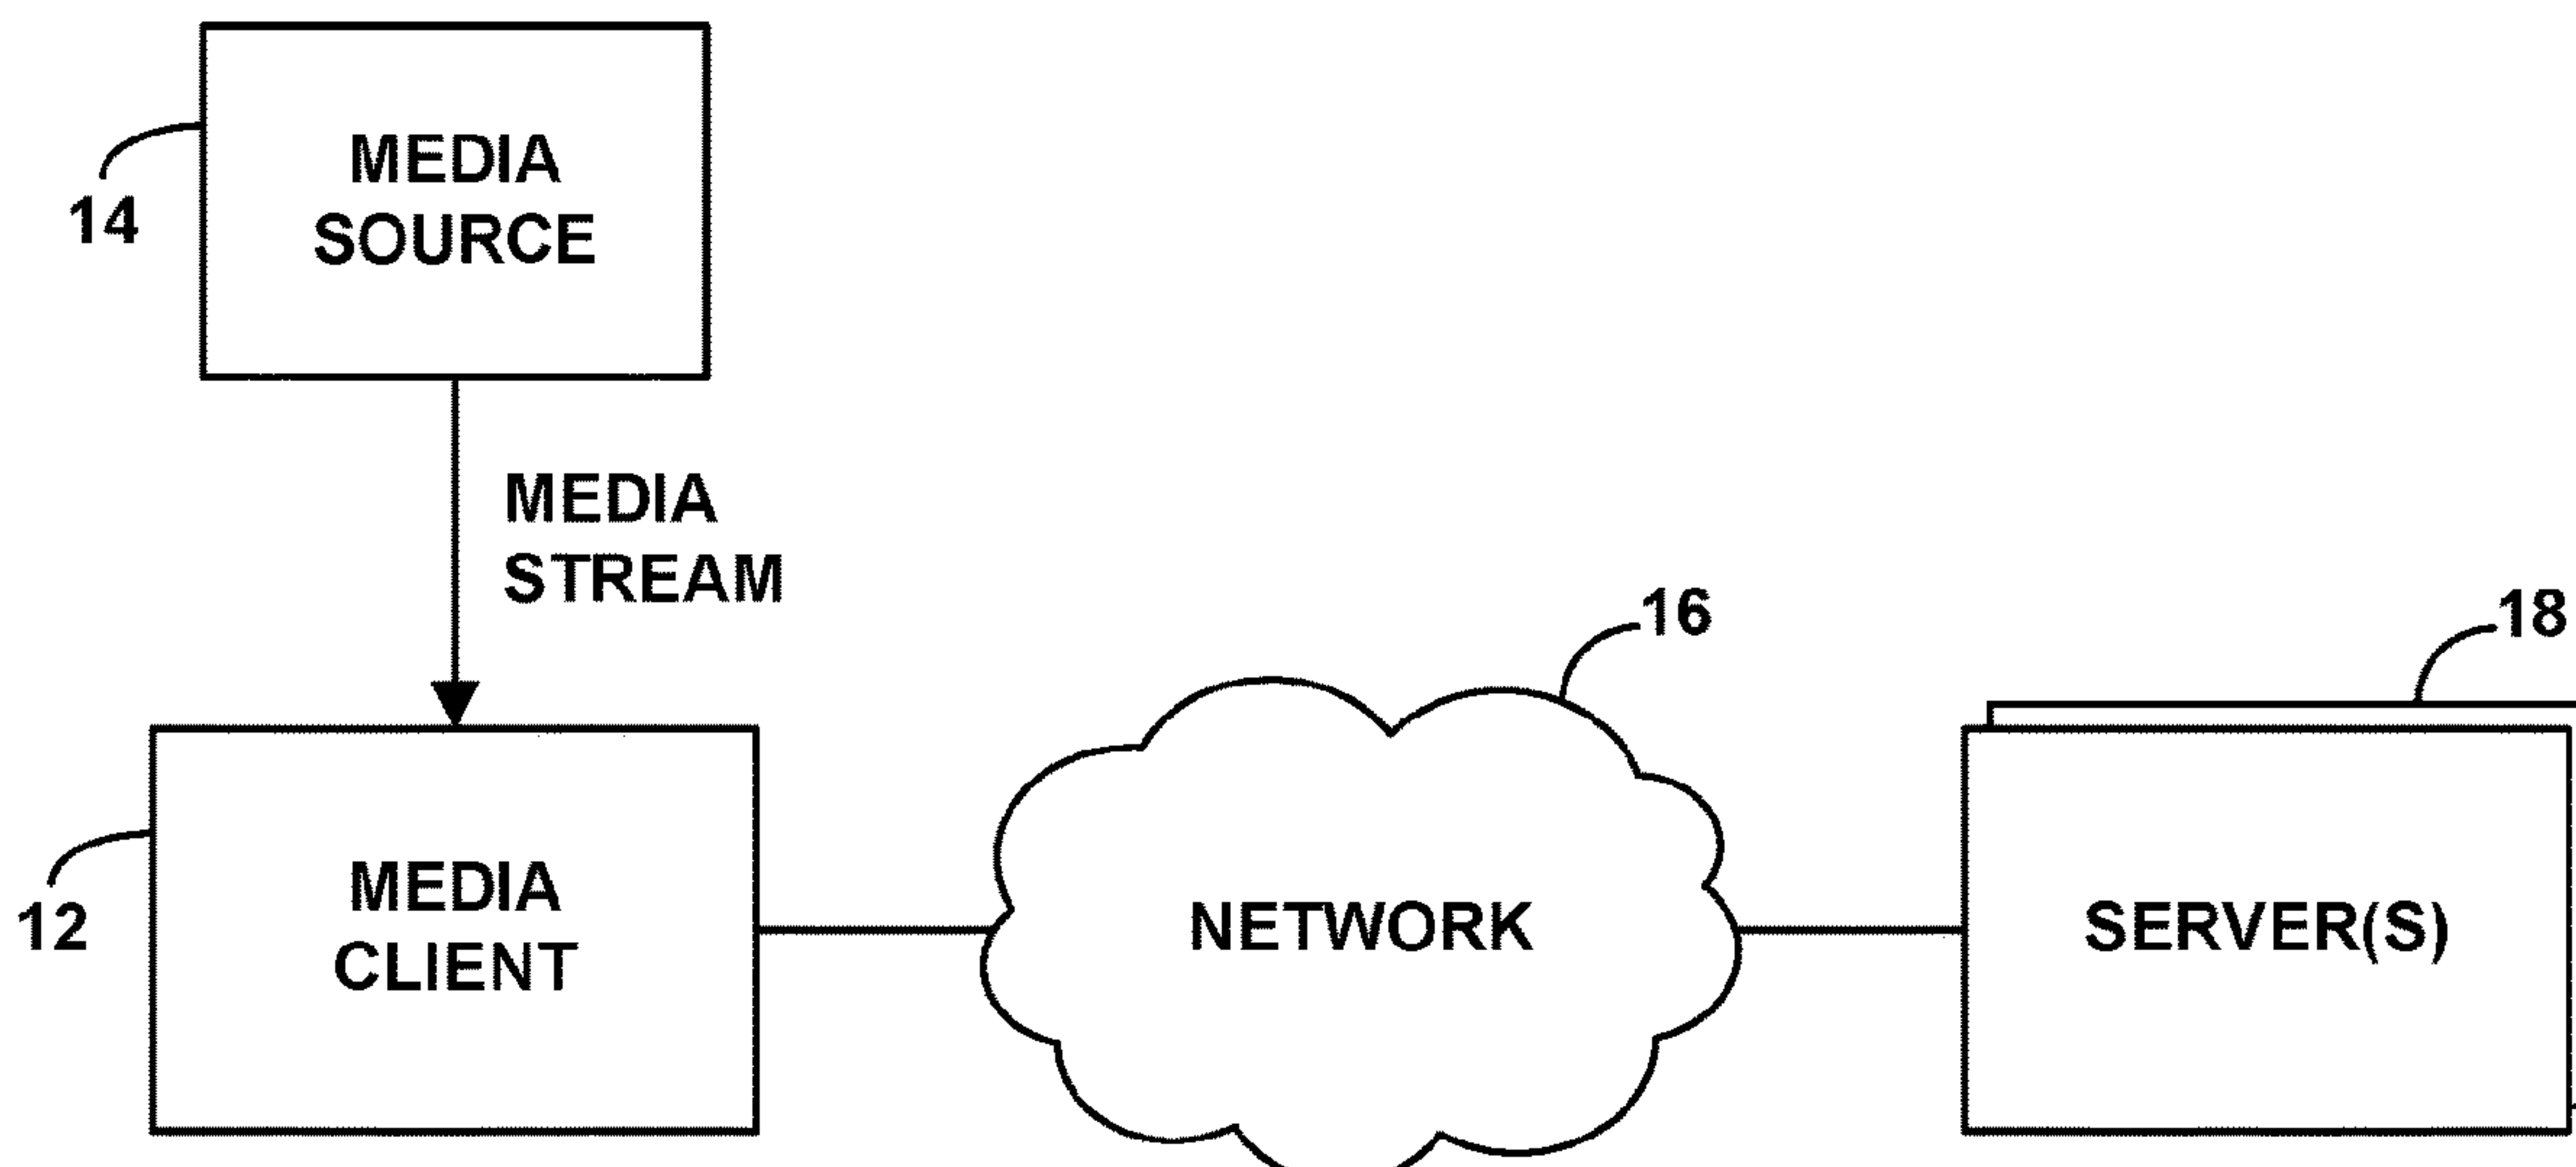 MEDIA
SOURCE
14
MEDIA
STREAM
16
18
MEDIA
CLIENT
12
NETWORK
SERVER(S)